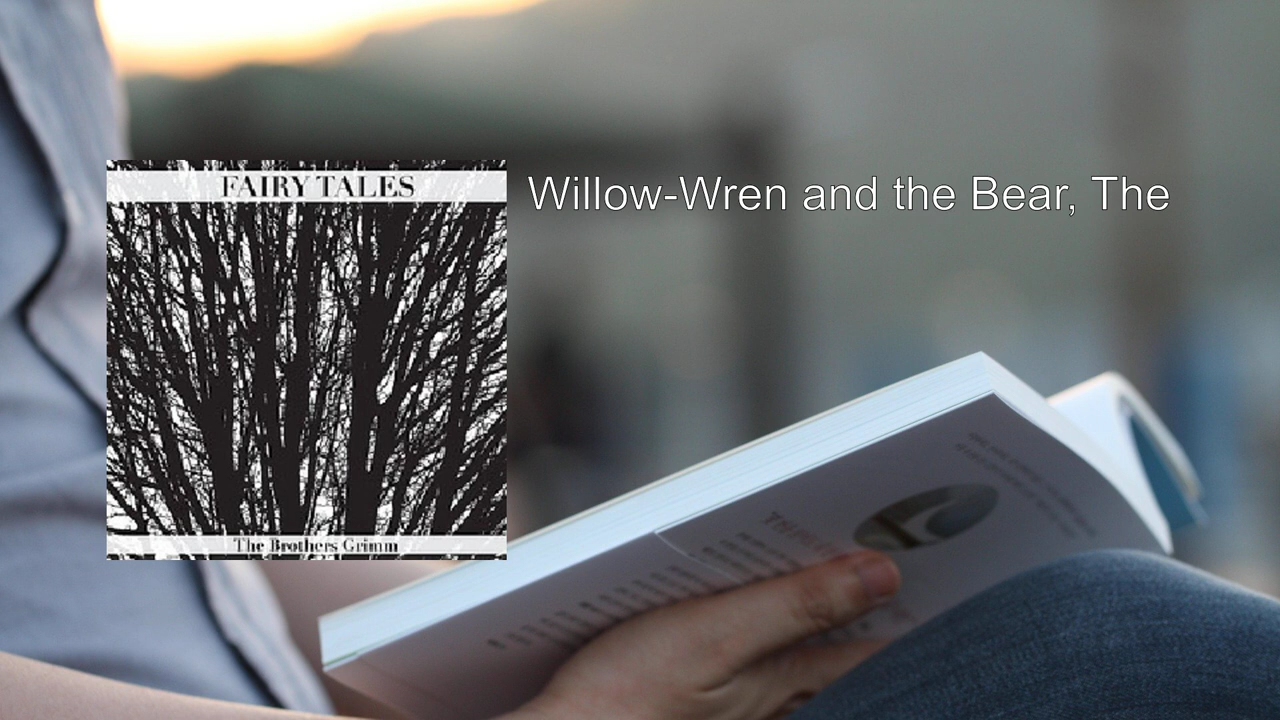 FAIRY TALES
Willow-Wren and the Bear, The
The Brothers Grimm